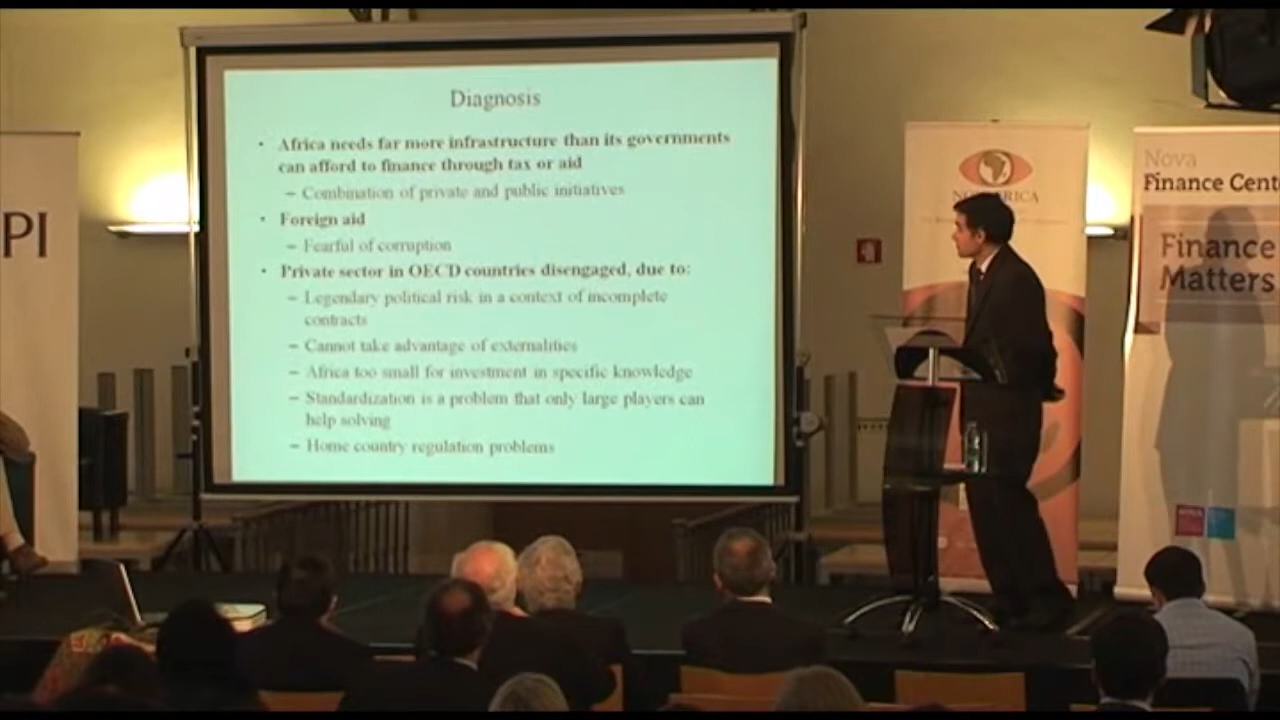 Diagnosis
• Africa needs far more infrastructure than its governments
can afford to finance through tax or aid
– Combination of private and public initiatives
• Foreign aid
– Fearful of corruption
• Private sector in OECD countries disengaged, due to:
– Legendary political risk in a context of incomplete
contracts
– Cannot take advantage of externalities
– Africa too small for investment in specific knowledge
– Standardization is a problem that only large players can
help solving
– Home country regulation problems
PI
Nova
Finance Cent
Finance
Matters